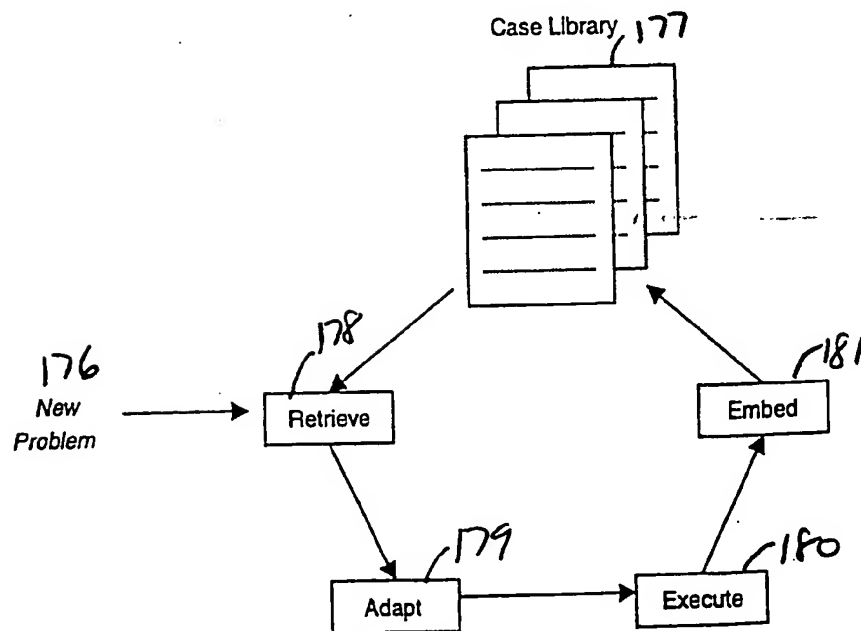 Case Library
177
178
176
New
Problem
Retrieve
181
Embed
179
Adapt
180
Execute